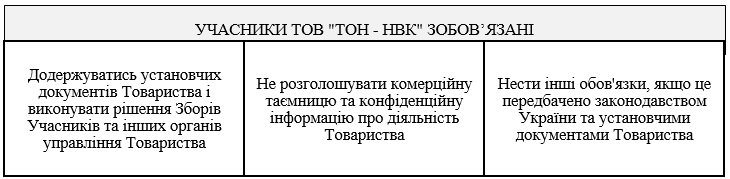 УЧАСНИКИ ТОВ "ТОН - НВК" ЗОБОВ’ЯЗАНІ
Додержуватись установчих
документів Товариства і
виконувати рішення Зборів
Учасників та інших органів
управління Товариства
Не розголошувати комерційну
таємницю та конфіденційну
інформацію про діяльність
Товариства
Нести інші обов'язки, якщо це
передбачено законодавством
України та установчими
документами Товариства